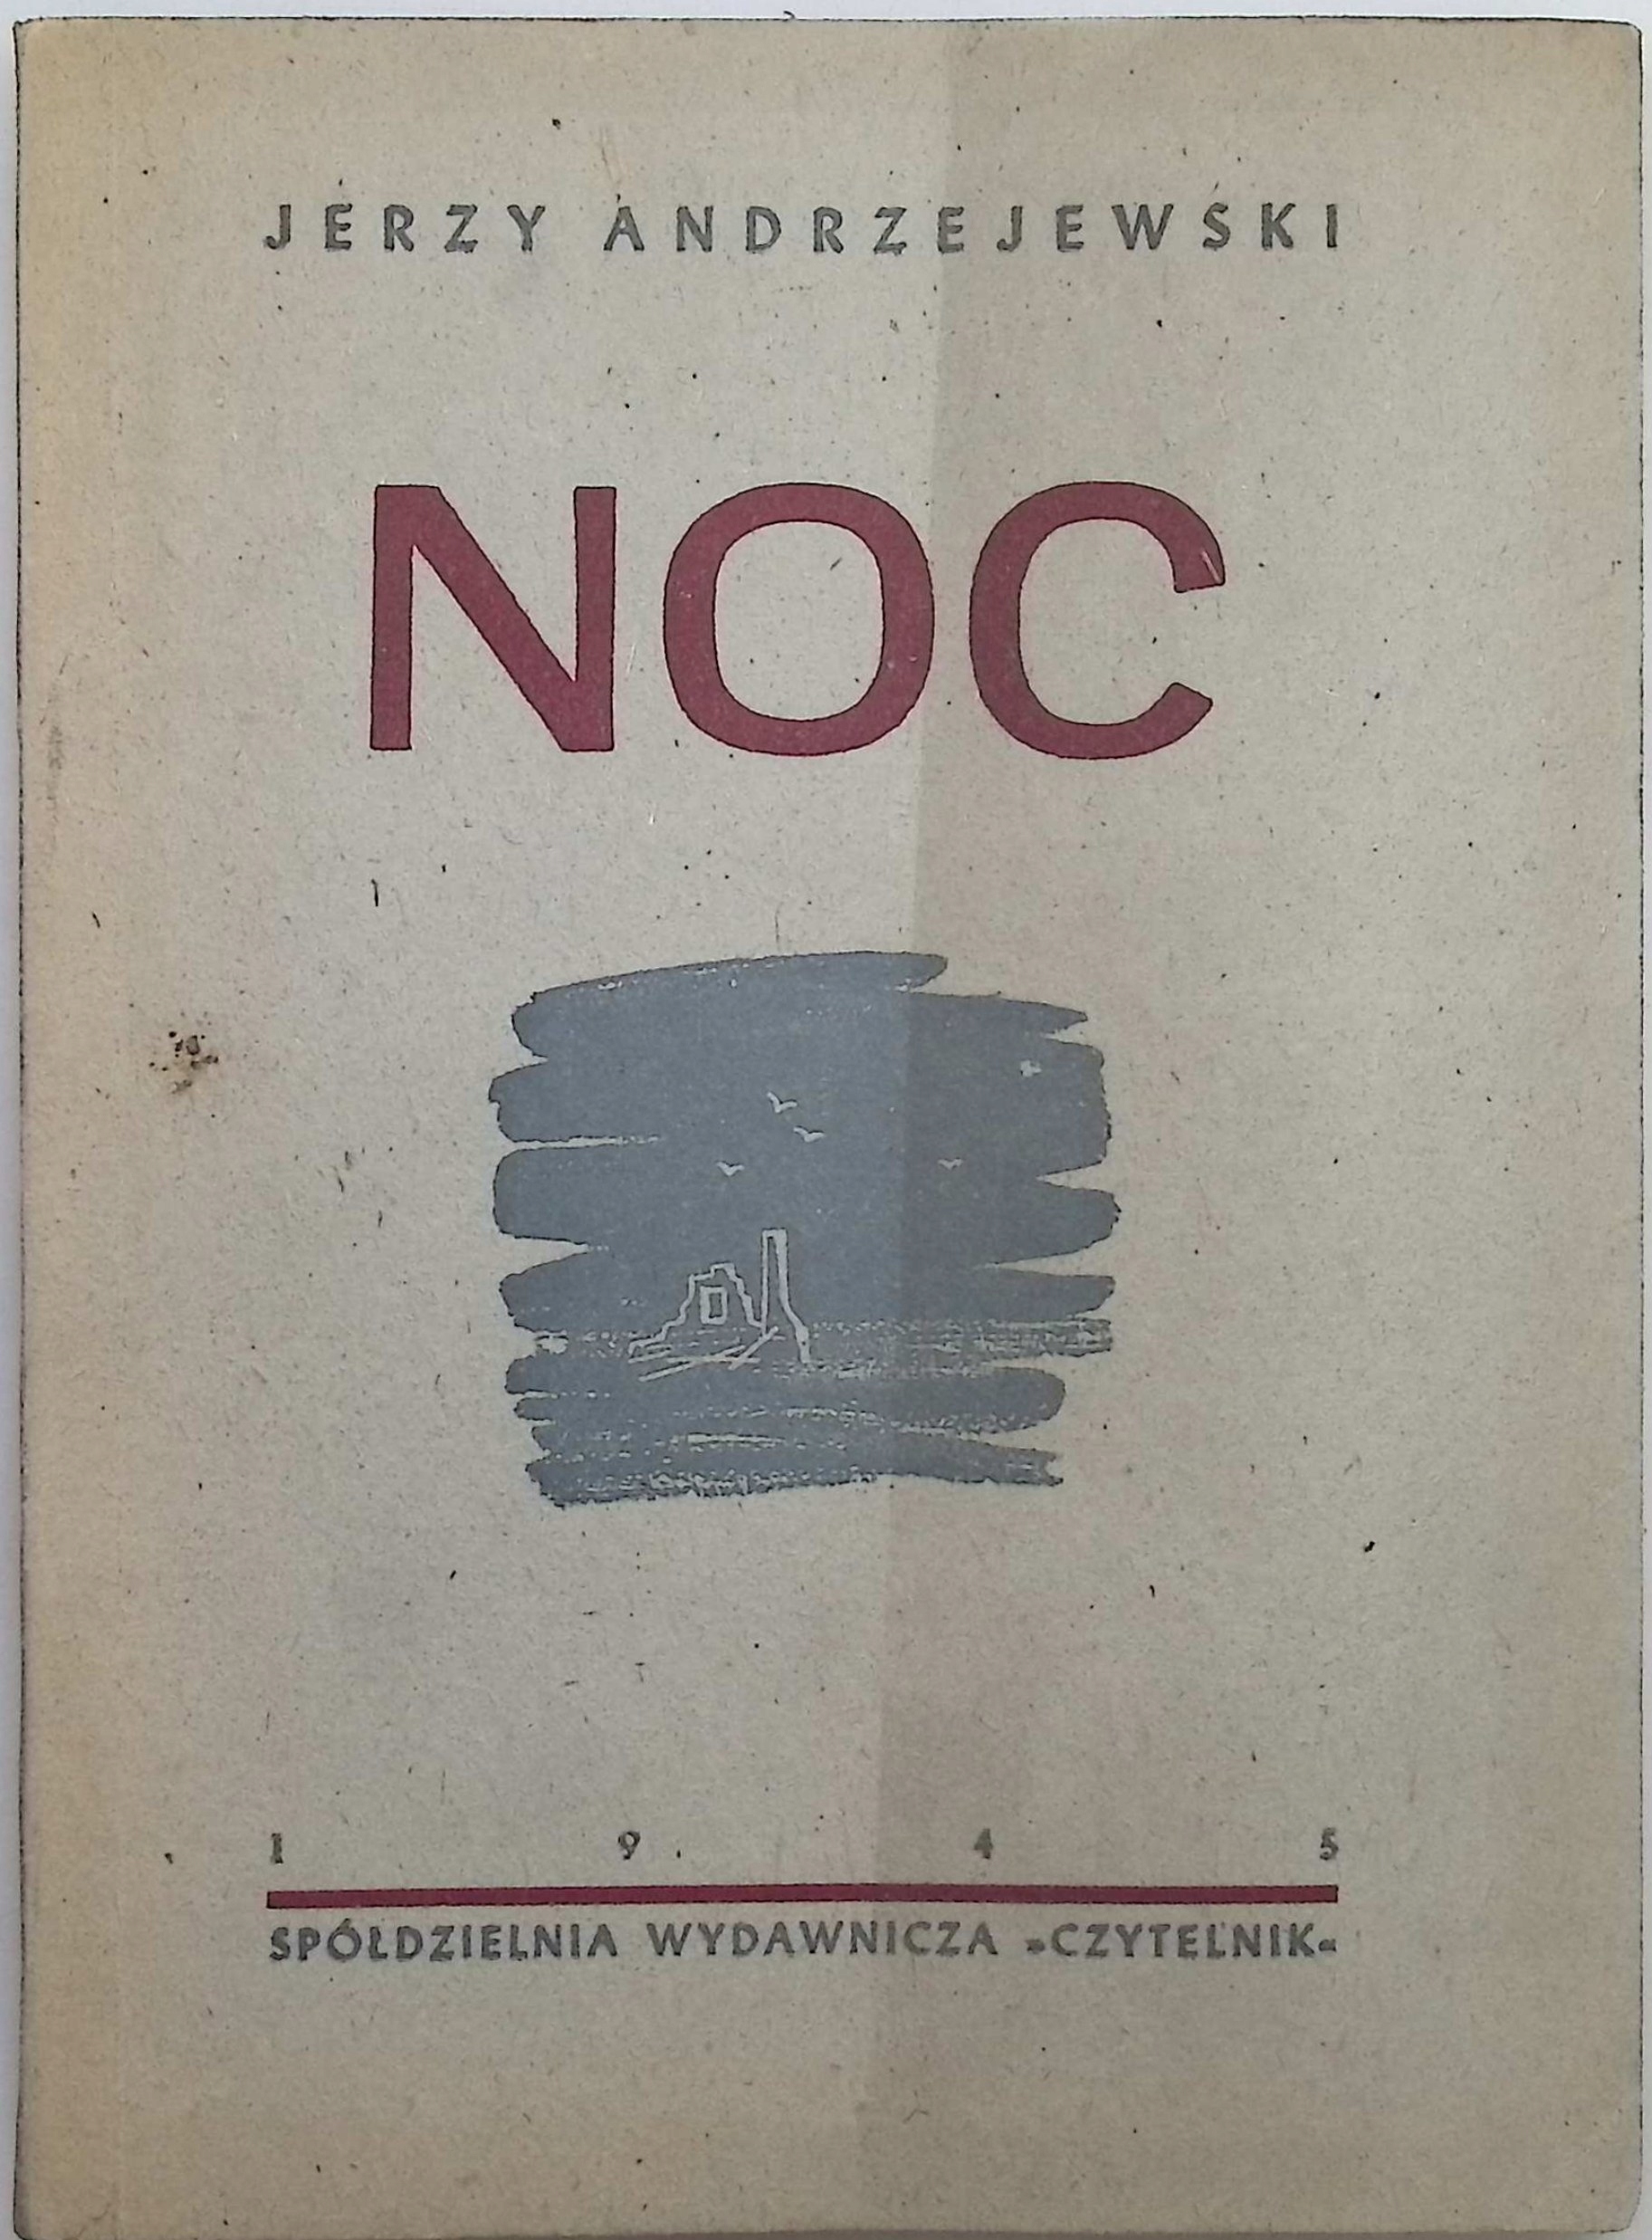 JERZY ANDRZEJEWSKI
NOC
1 9 4 5
SPÓŁDZIELNIA WYDAWNICZA »CZYTELNIK«